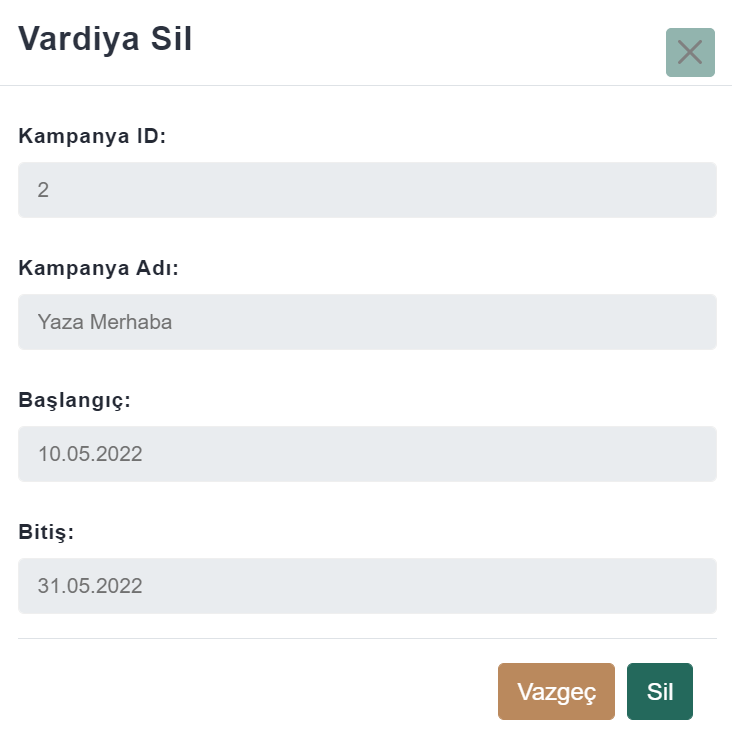 Vardiya Sil
Kampanya ID:
2
Kampanya Adı:
Yaza Merhaba
Başlangıç:
10.05.2022
Bitiş:
31.05.2022
Vazgeç Sil